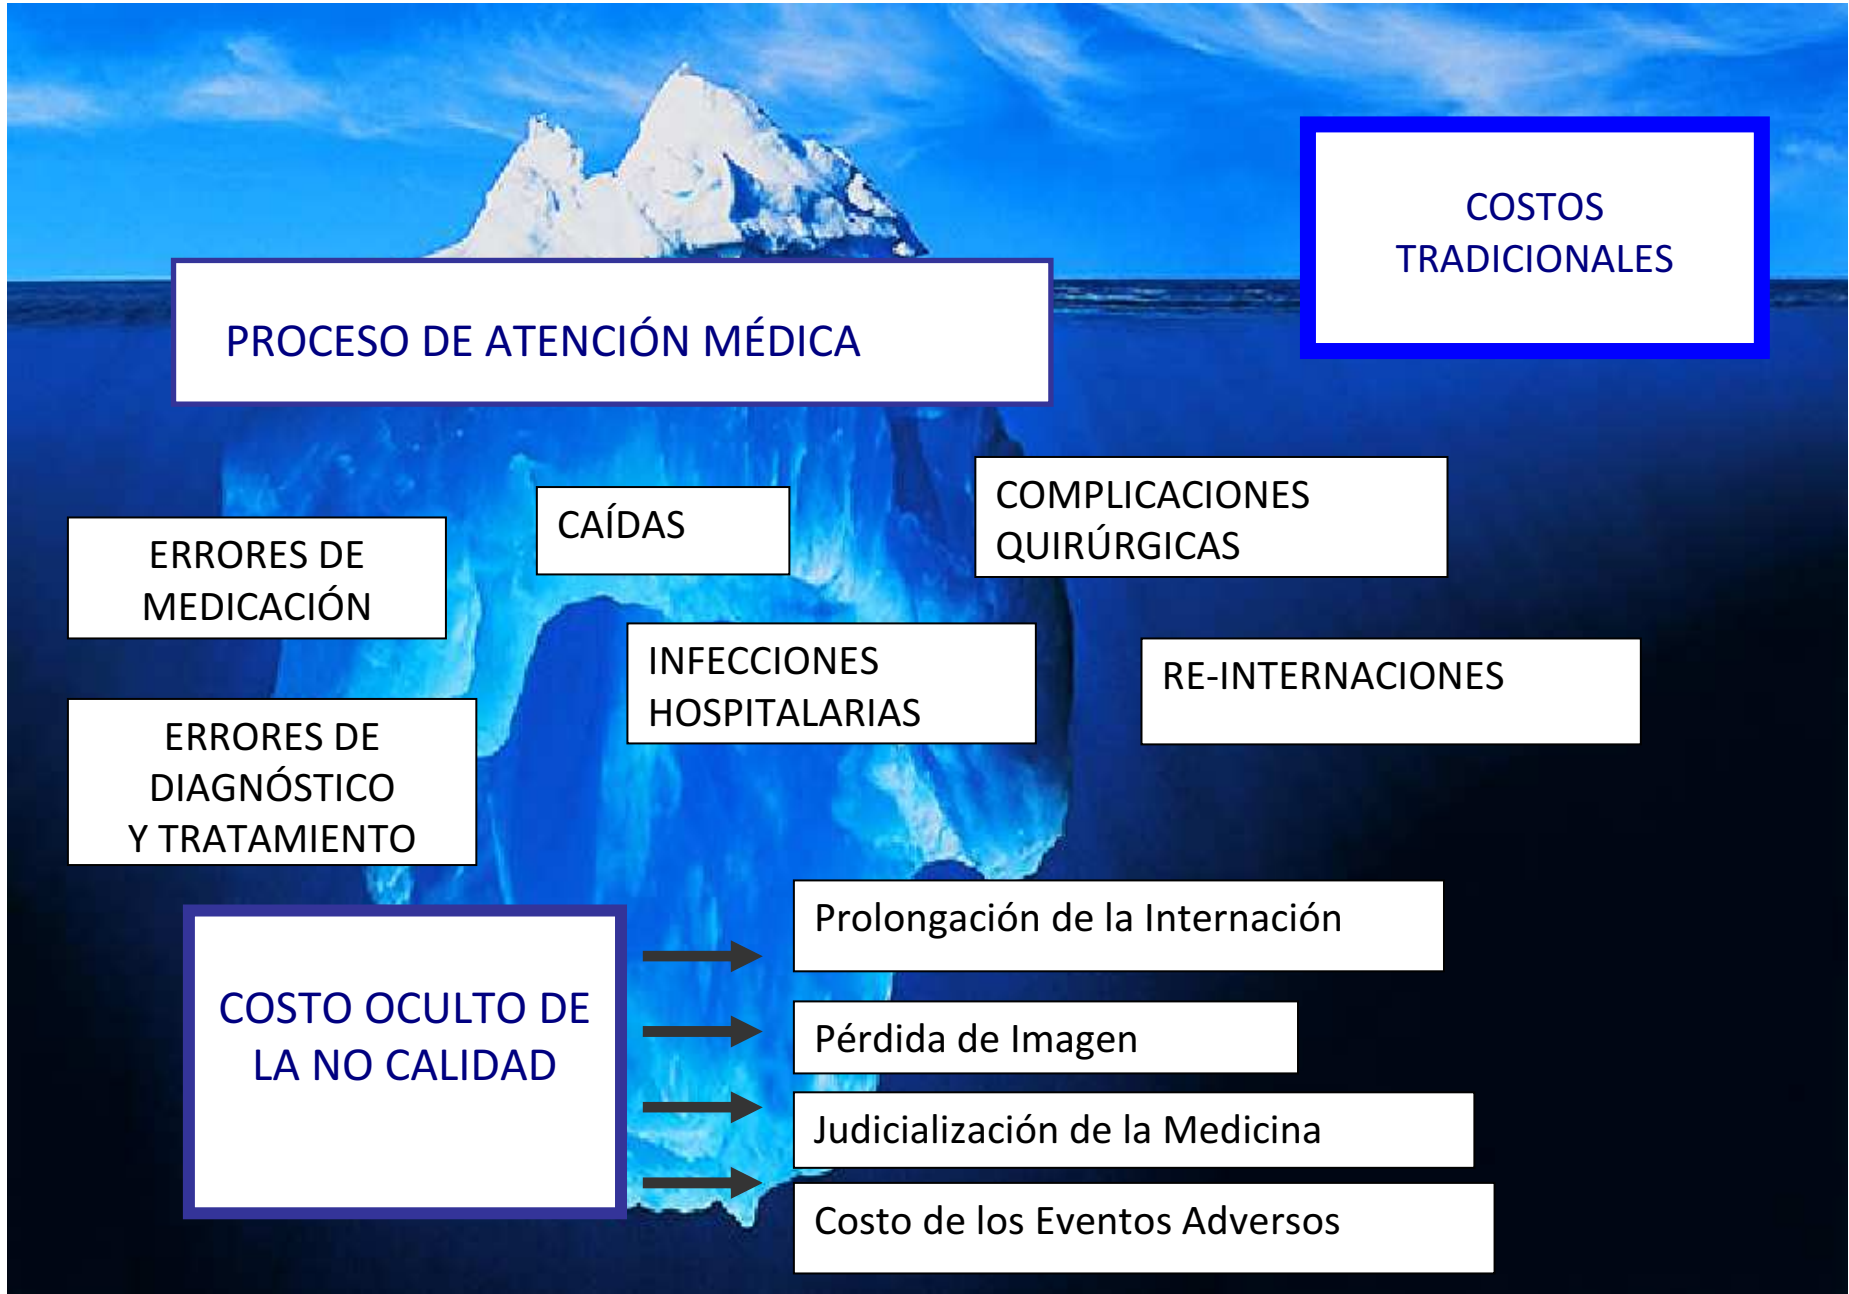 COSTOS
TRADICIONALES
PROCESO DE ATENCIÓN MÉDICA
ERRORES DE
MEDICACIÓN
CAÍDAS
COMPLICACIONES
QUIRÚRGICAS
INFECCIONES
HOSPITALARIAS
RE-INTERNACIONES
ERRORES DE
DIAGNÓSTICO
Y TRATAMIENTO
COSTO OCULTO DE
LA NO CALIDAD
Prolongación de la Internación
Pérdida de Imagen
Judicialización de la Medicina
Costo de los Eventos Adversos